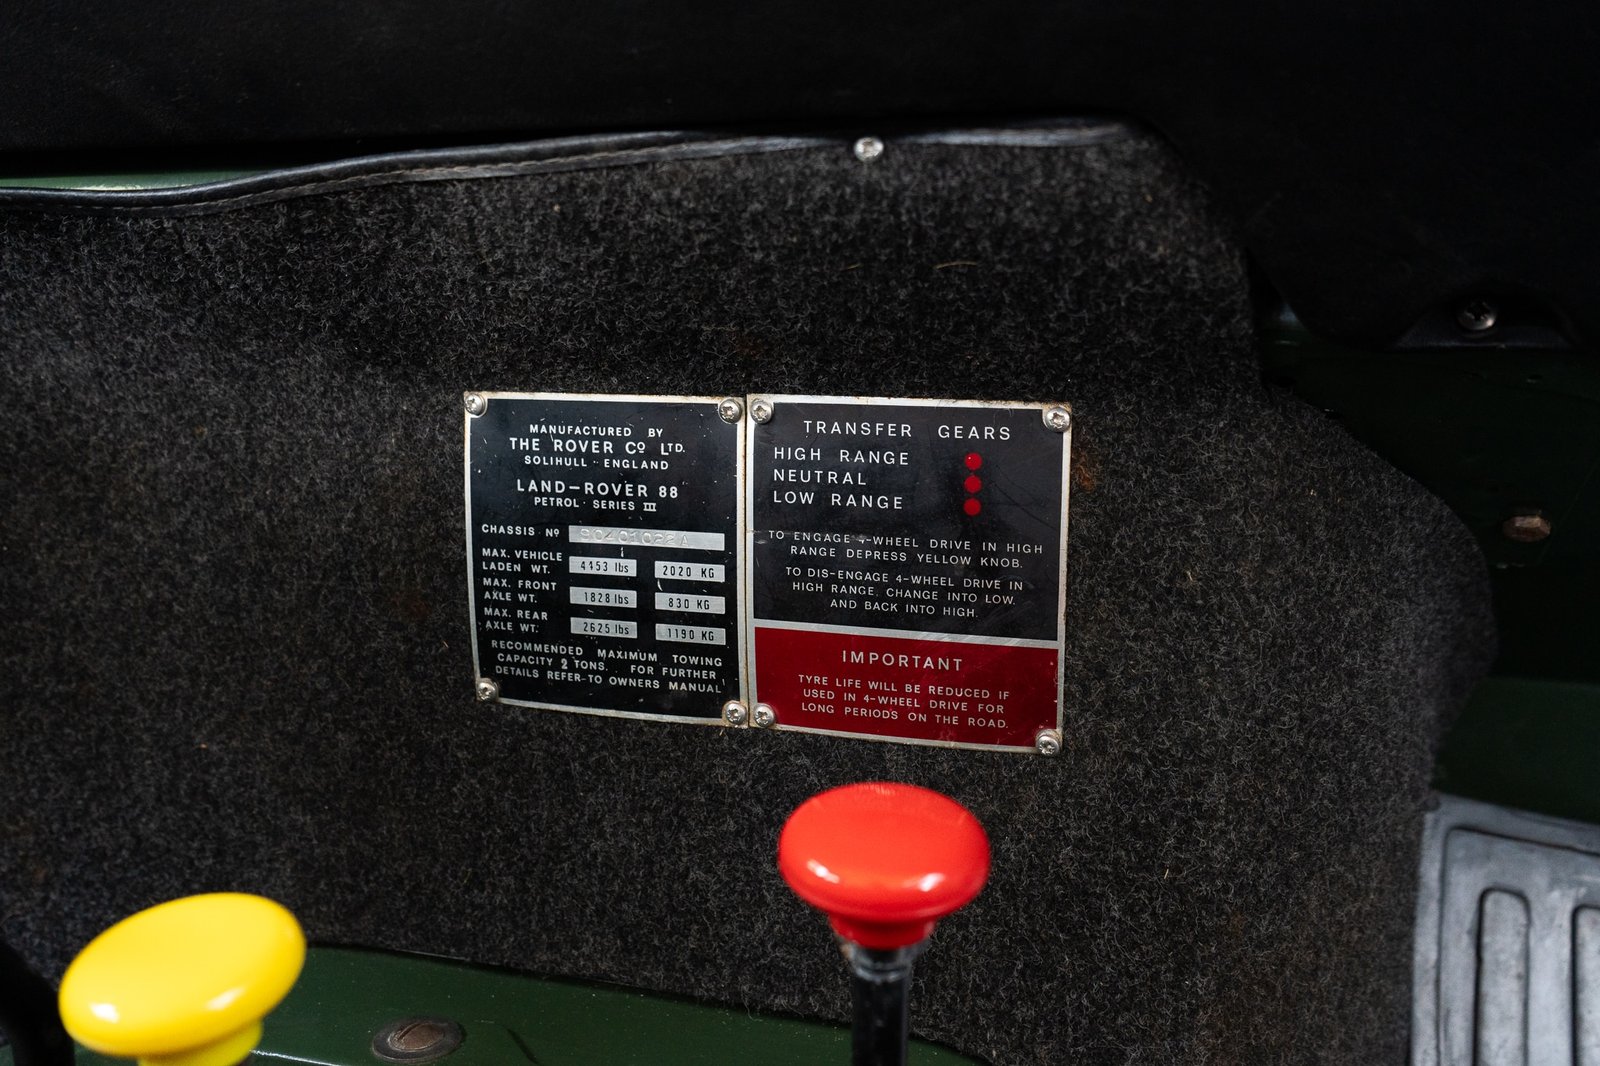 MANUFACTURED BY
THE ROVER Cº LTD.
SOLIHULL · ENGLAND
LAND-ROVER 88
PETROL · SERIES III
CHASSIS Nº
MAX. VEHICLE
LADEN WT. 4453 lbs 2020 KG
MAX. FRONT
AXLE WT. 1828 lbs 830 KG
MAX. REAR
AXLE WT. 2625 lbs 1190 KG
RECOMMENDED MAXIMUM TOWING
CAPACITY 2 TONS. FOR FURTHER
DETAILS REFER-TO OWNERS MANUAL
TRANSFER GEARS
HIGH RANGE
NEUTRAL
LOW RANGE
TO ENGAGE 4-WHEEL DRIVE IN HIGH
RANGE DEPRESS YELLOW KNOB.
TO DIS-ENGAGE 4-WHEEL DRIVE IN
HIGH RANGE, CHANGE INTO LOW.
AND BACK INTO HIGH.
IMPORTANT
TYRE LIFE WILL BE REDUCED IF
USED IN 4-WHEEL DRIVE FOR
LONG PERIODS ON THE ROAD.